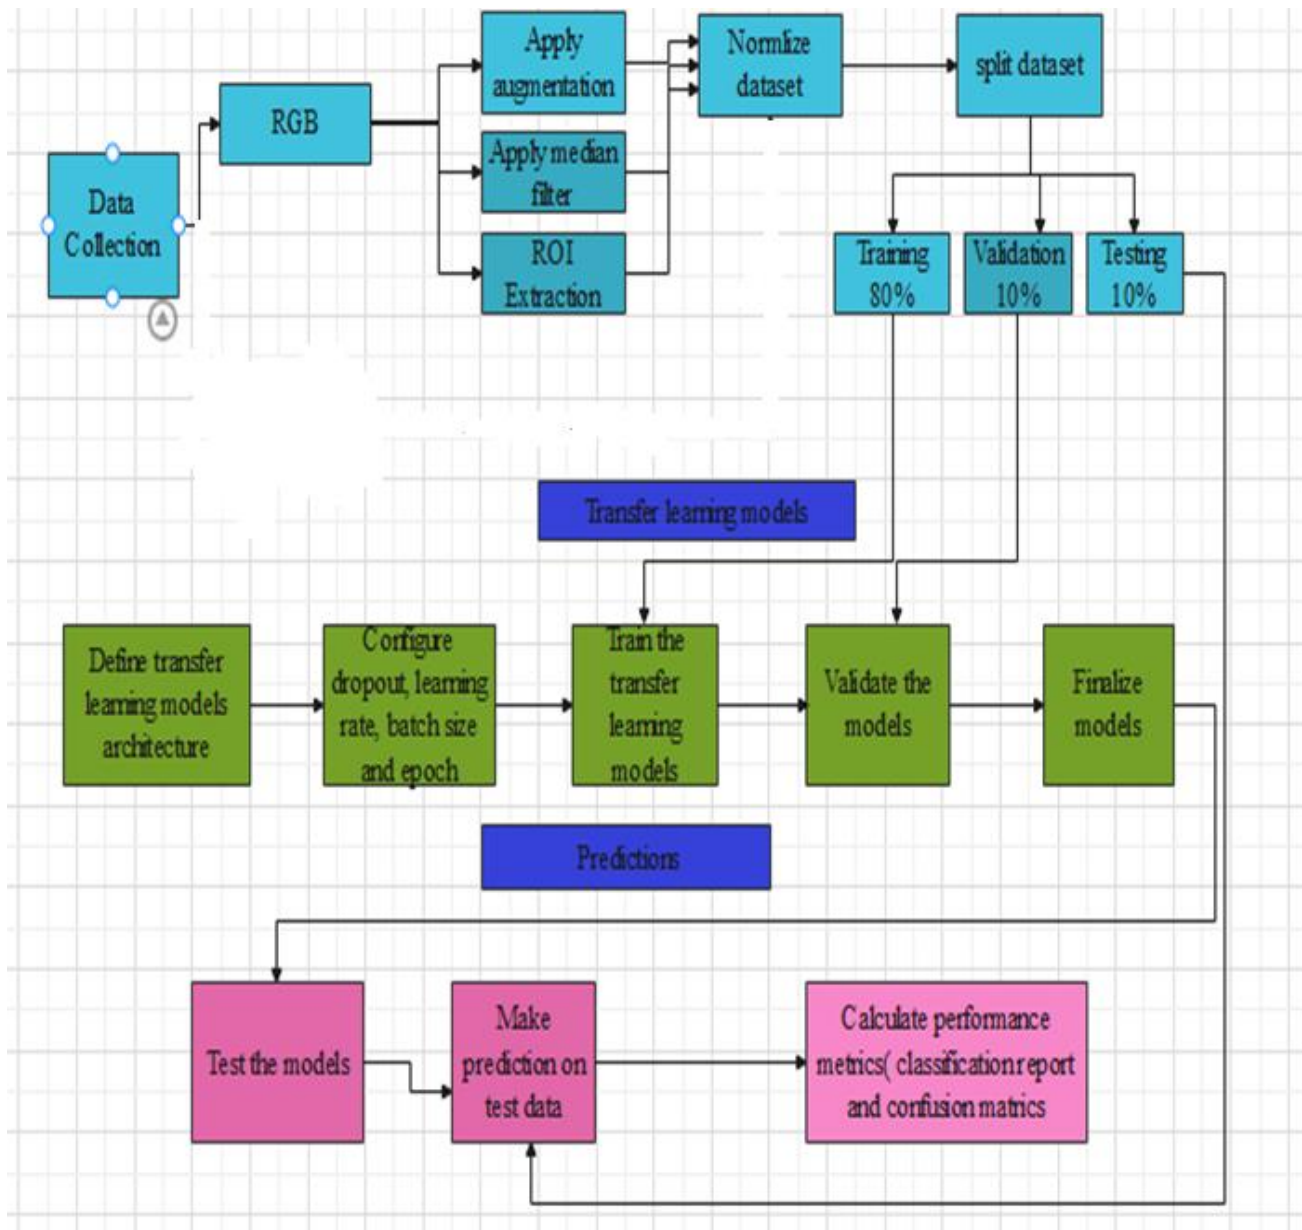 Data
Collection
RGB
Apply
augmentation
Apply median
filter
ROI
Extraction
Normlize
dataset
split dataset
Training
80%
Validation
10%
Testing
10%
Transfer learning models
Define transfer
learning models
architecture
Configure
dropout, learning
rate, batch size
and epoch
Train the
transfer
learning
models
Validate the
models
Finalize
models
Predictions
Test the models
Make
prediction on
test data
Calculate performance
metrics( classification report
and confusion matrics